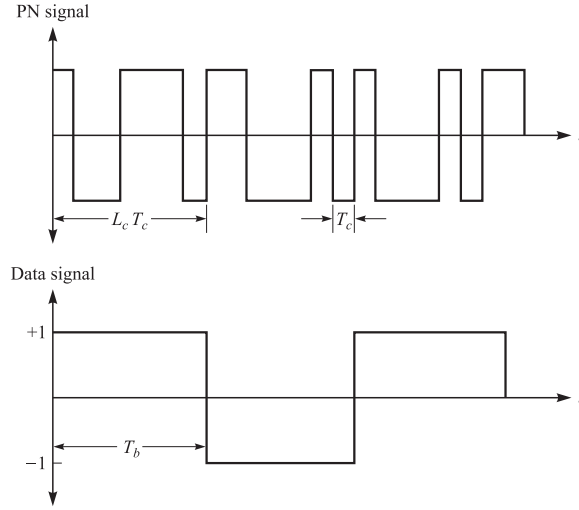 PN signal
L_c T_c
T_c
Data signal
+1
T_b
−1